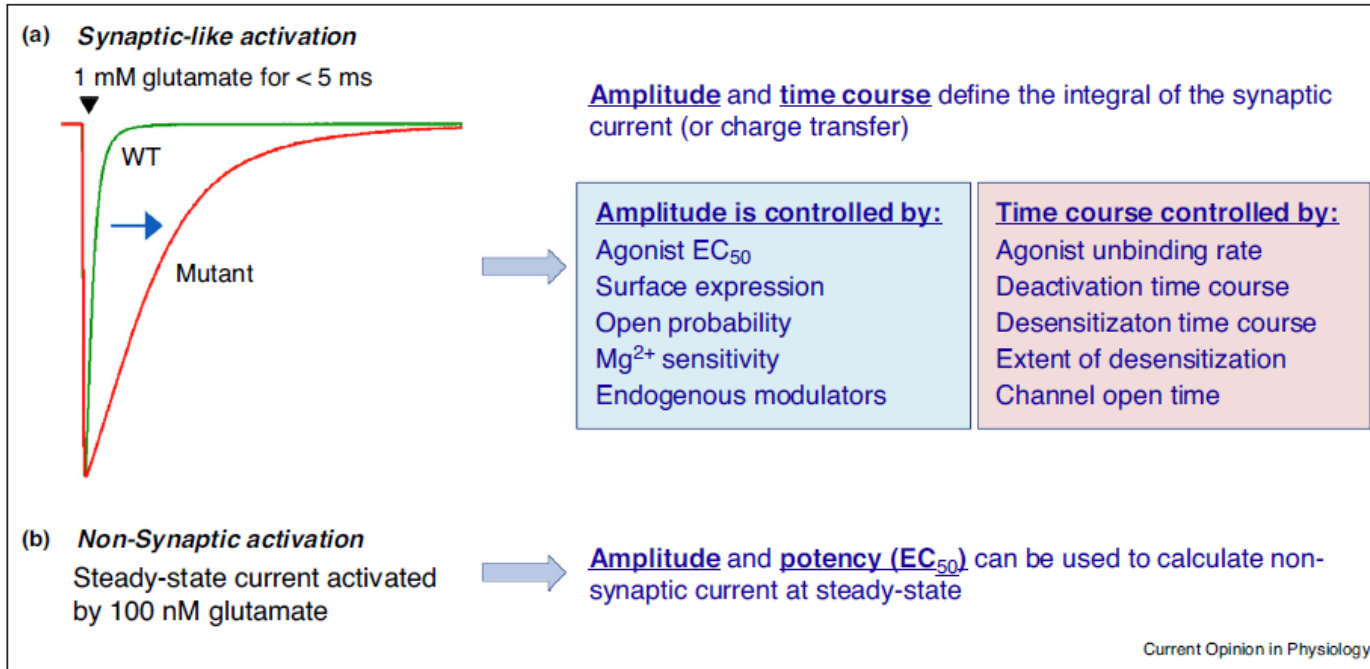 (a) Synaptic-like activation
1 mM glutamate for < 5 ms
WT
Mutant
Amplitude and time course define the integral of the synaptic
current (or charge transfer)
Amplitude is controlled by:
Agonist EC50
Surface expression
Open probability
Mg2+ sensitivity
Endogenous modulators
Time course controlled by:
Agonist unbinding rate
Deactivation time course
Desensitizaton time course
Extent of desensitization
Channel open time
(b) Non-Synaptic activation
Steady-state current activated
by 100 nM glutamate
Amplitude and potency (EC50) can be used to calculate non-
synaptic current at steady-state
Current Opinion in Physiology